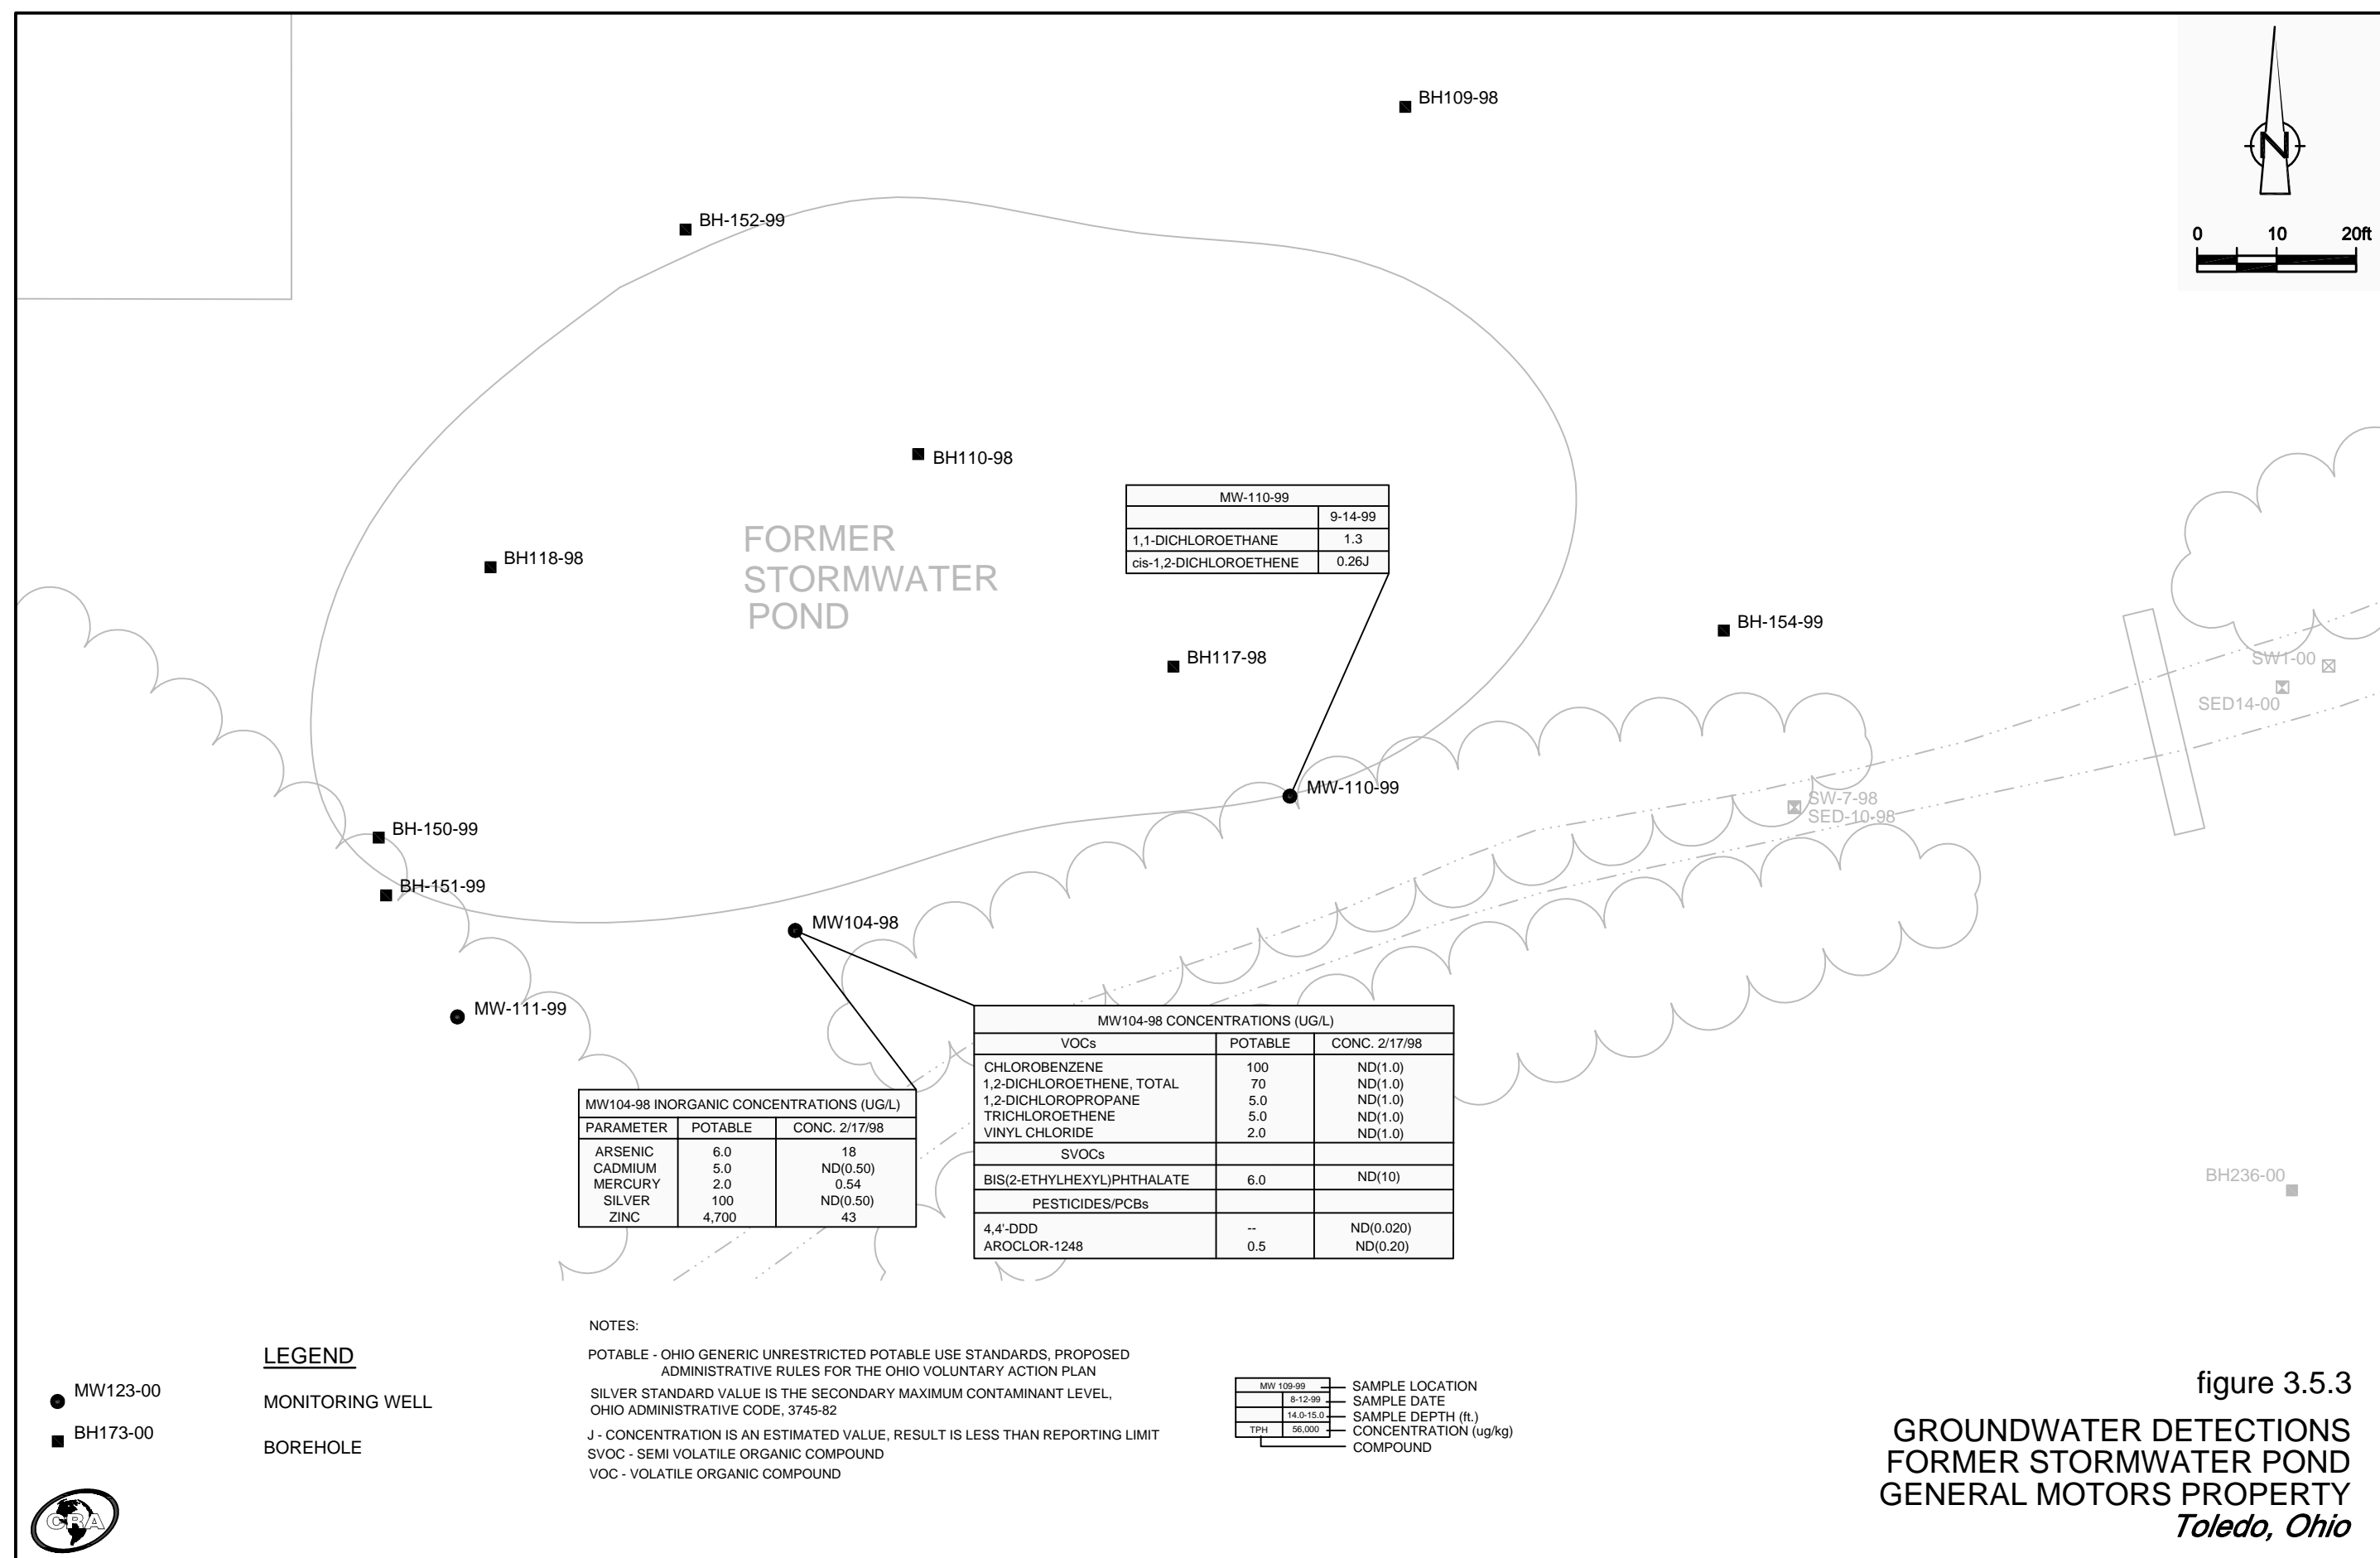 BH109-98
N
0 10 20ft
BH-152-99
BH110-98
MW-110-99
9-14-99
1,1-DICHLOROETHANE 1.3
cis-1,2-DICHLOROETHENE 0.26J
FORMER
STORMWATER
POND
BH118-98
BH-154-99
BH117-98
SW1-00
SED14-00
MW-110-99
SW-7-98
SED-10-98
BH-150-99
BH-151-99
MW104-98
MW-111-99
MW104-98 CONCENTRATIONS (UG/L)
VOCs POTABLE CONC. 2/17/98
CHLOROBENZENE 100 ND(1.0)
1,2-DICHLOROETHENE, TOTAL 70 ND(1.0)
1,2-DICHLOROPROPANE 5.0 ND(1.0)
TRICHLOROETHENE 5.0 ND(1.0)
VINYL CHLORIDE 2.0 ND(1.0)
SVOCs
BIS(2-ETHYLHEXYL)PHTHALATE 6.0 ND(10)
PESTICIDES/PCBs
4,4'-DDD -- ND(0.020)
AROCLOR-1248 0.5 ND(0.20)
MW104-98 INORGANIC CONCENTRATIONS (UG/L)
PARAMETER POTABLE CONC. 2/17/98
ARSENIC 6.0 18
CADMIUM 5.0 ND(0.50)
MERCURY 2.0 0.54
SILVER 100 ND(0.50)
ZINC 4,700 43
BH236-00
LEGEND
MW123-00 MONITORING WELL
BH173-00 BOREHOLE
CRA
NOTES:
POTABLE - OHIO GENERIC UNRESTRICTED POTABLE USE STANDARDS, PROPOSED
ADMINISTRATIVE RULES FOR THE OHIO VOLUNTARY ACTION PLAN
SILVER STANDARD VALUE IS THE SECONDARY MAXIMUM CONTAMINANT LEVEL,
OHIO ADMINISTRATIVE CODE, 3745-82
J - CONCENTRATION IS AN ESTIMATED VALUE, RESULT IS LESS THAN REPORTING LIMIT
SVOC - SEMI VOLATILE ORGANIC COMPOUND
VOC - VOLATILE ORGANIC COMPOUND
MW 109-99 SAMPLE LOCATION
8-12-99 SAMPLE DATE
14.0-15.0 SAMPLE DEPTH (ft.)
TPH 56,000 CONCENTRATION (ug/kg)
COMPOUND
figure 3.5.3
GROUNDWATER DETECTIONS
FORMER STORMWATER POND
GENERAL MOTORS PROPERTY
Toledo, Ohio